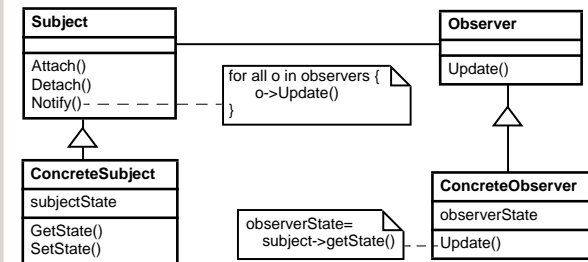 Subject
Attach()
Detach()
Notify()
for all o in observers {
o->Update()
}
Observer
Update()
ConcreteSubject
subjectState
GetState()
SetState()
observerState=
subject->getState()
ConcreteObserver
observerState
Update()